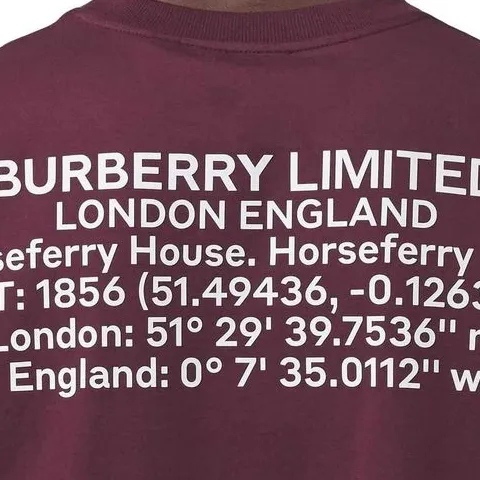 BURBERRY LIMITED
LONDON ENGLAND
seferry House. Horseferry
T: 1856 (51.49436, -0.1263
London: 51° 29' 39.7536'' n
England: 0° 7' 35.0112'' w